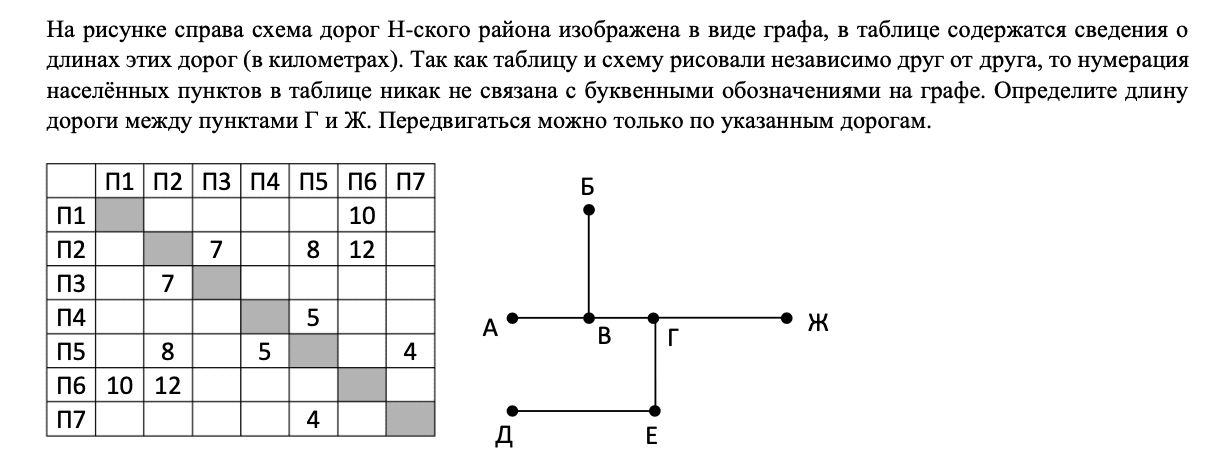 На рисунке справа схема дорог Н-ского района изображена в виде графа, в таблице содержатся сведения о
длинах этих дорог (в километрах). Так как таблицу и схему рисовали независимо друг от друга, то нумерация
населённых пунктов в таблице никак не связана с буквенными обозначениями на графе. Определите длину
дороги между пунктами Г и Ж. Передвигаться можно только по указанным дорогам.
П1 П2 П3 П4 П5 П6 П7
П1 10
П2 7 8 12
П3 7
П4 5
П5 8 5 4
П6 10 12
П7 4
Б
А В Г Ж
Д Е